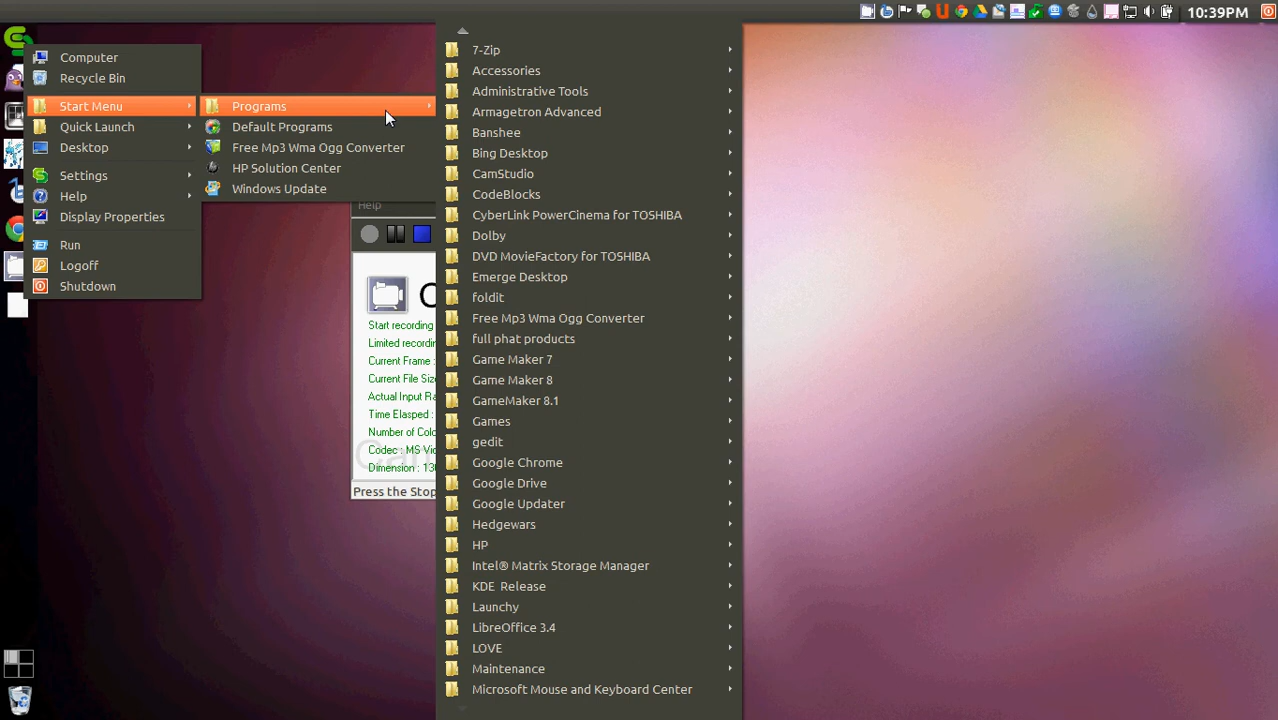 10:39PM
Computer
Recycle Bin
Start Menu
Quick Launch
Desktop
Settings
Help
Display Properties
Run
Logoff
Shutdown
Programs
Default Programs
Free Mp3 Wma Ogg Converter
HP Solution Center
Windows Update
Help
Start recording
Limited recordin
Current Frame :
Current File Siz
Actual Input Ra
Time Elasped :
Number of Colo
Codec : MS Vid
Dimension : 13
Press the Stop
7-Zip
Accessories
Administrative Tools
Armagetron Advanced
Banshee
Bing Desktop
CamStudio
CodeBlocks
CyberLink PowerCinema for TOSHIBA
Dolby
DVD MovieFactory for TOSHIBA
Emerge Desktop
foldit
Free Mp3 Wma Ogg Converter
full phat products
Game Maker 7
Game Maker 8
GameMaker 8.1
Games
gedit
Google Chrome
Google Drive
Google Updater
Hedgewars
HP
Intel® Matrix Storage Manager
KDE Release
Launchy
LibreOffice 3.4
LOVE
Maintenance
Microsoft Mouse and Keyboard Center